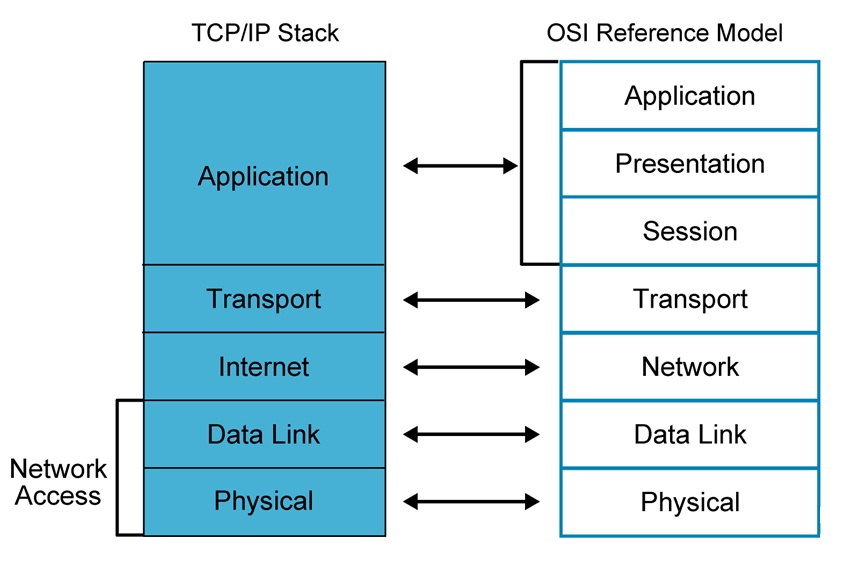 TCP/IP Stack
OSI Reference Model
Application
Transport
Internet
Data Link
Physical
Network
Access
Application
Presentation
Session
Transport
Network
Data Link
Physical